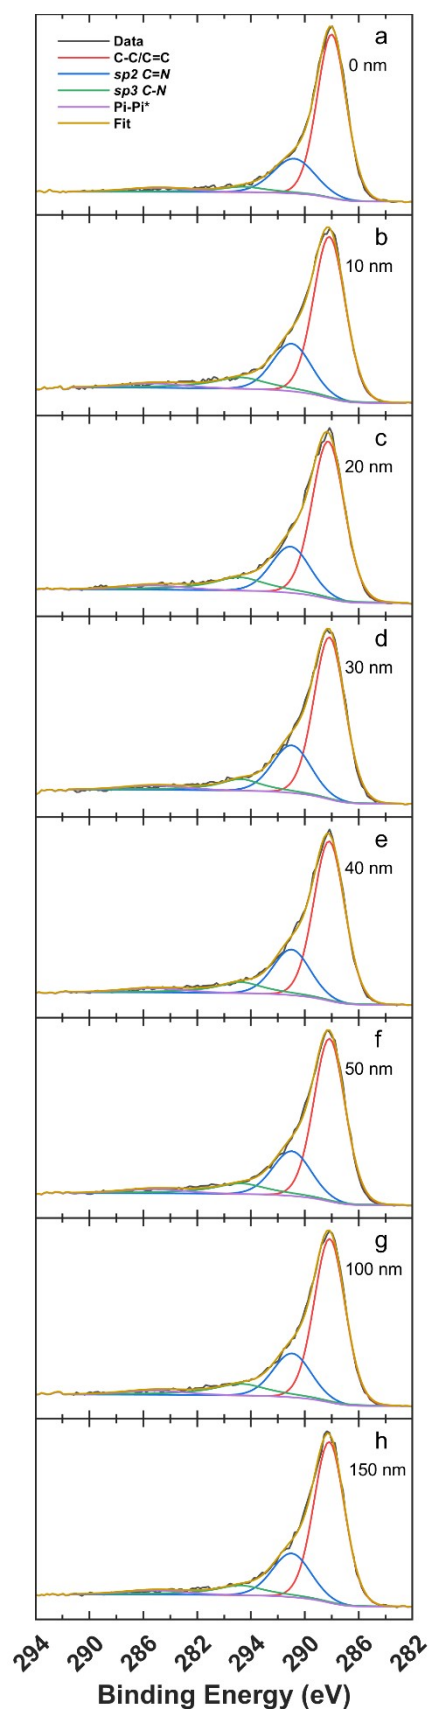 a
0 nm
Data
C-C/C=C
sp2 C=N
sp3 C-N
Pi-Pi*
Fit
b
10 nm
c
20 nm
d
30 nm
e
40 nm
f
50 nm
g
100 nm
h
150 nm
294 290 286 282 294 290 286 282
Binding Energy (eV)